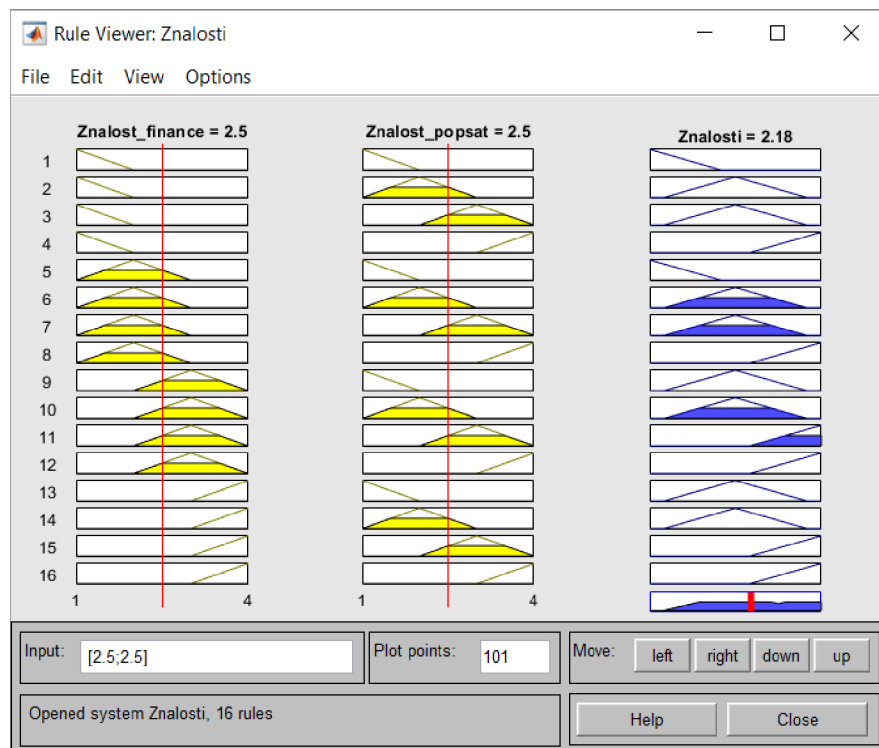 Rule Viewer: Znalosti
File Edit View Options
Znalost_finance = 2.5 Znalost_popsat = 2.5 Znalosti = 2.18
1
2
3
4
5
6
7
8
9
10
11
12
13
14
15
16
1 4 1 4
Input: [2.5;2.5] Plot points: 101 Move: left right down up
Opened system Znalosti, 16 rules Help Close